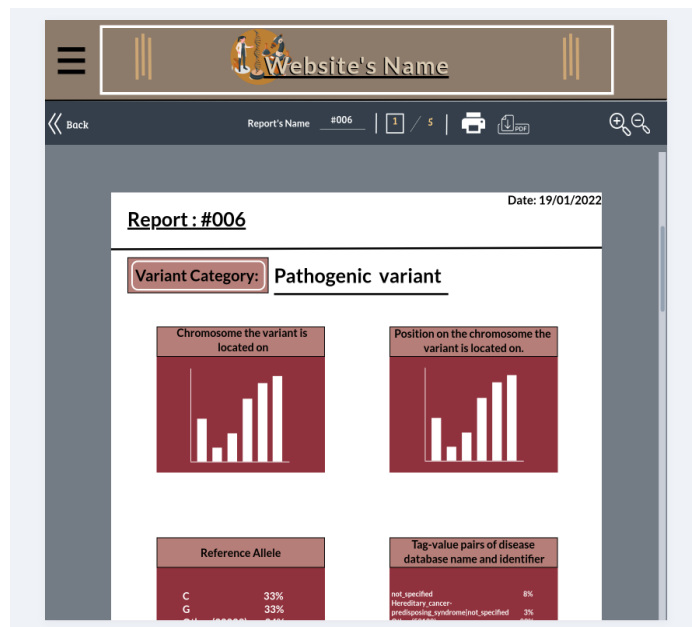 Website's Name
Back
Report's Name #006 1 / 5 PDF
Date: 19/01/2022
Report : #006
Variant Category: Pathogenic variant
Chromosome the variant is
located on
Position on the chromosome the
variant is located on.
Reference Allele
Tag-value pairs of disease
database name and identifier
C 33%
G 33%
not_specified 8%
Hereditary_cancer-
predisposing_syndrome|not_specified 3%